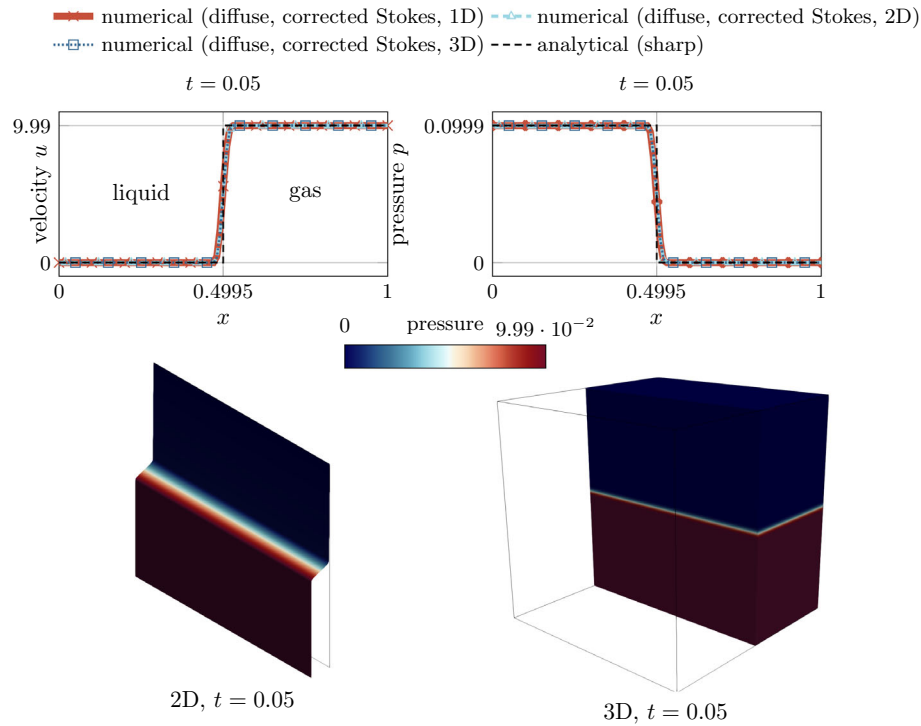 numerical (diffuse, corrected Stokes, 1D) numerical (diffuse, corrected Stokes, 2D)
numerical (diffuse, corrected Stokes, 3D) analytical (sharp)
t = 0.05 t = 0.05
9.99 0.0999
velocity u pressure p
liquid gas
0 0
0 0.4995 1 0 0.4995 1
x x
0 pressure 9.99 · 10⁻²
2D, t = 0.05 3D, t = 0.05